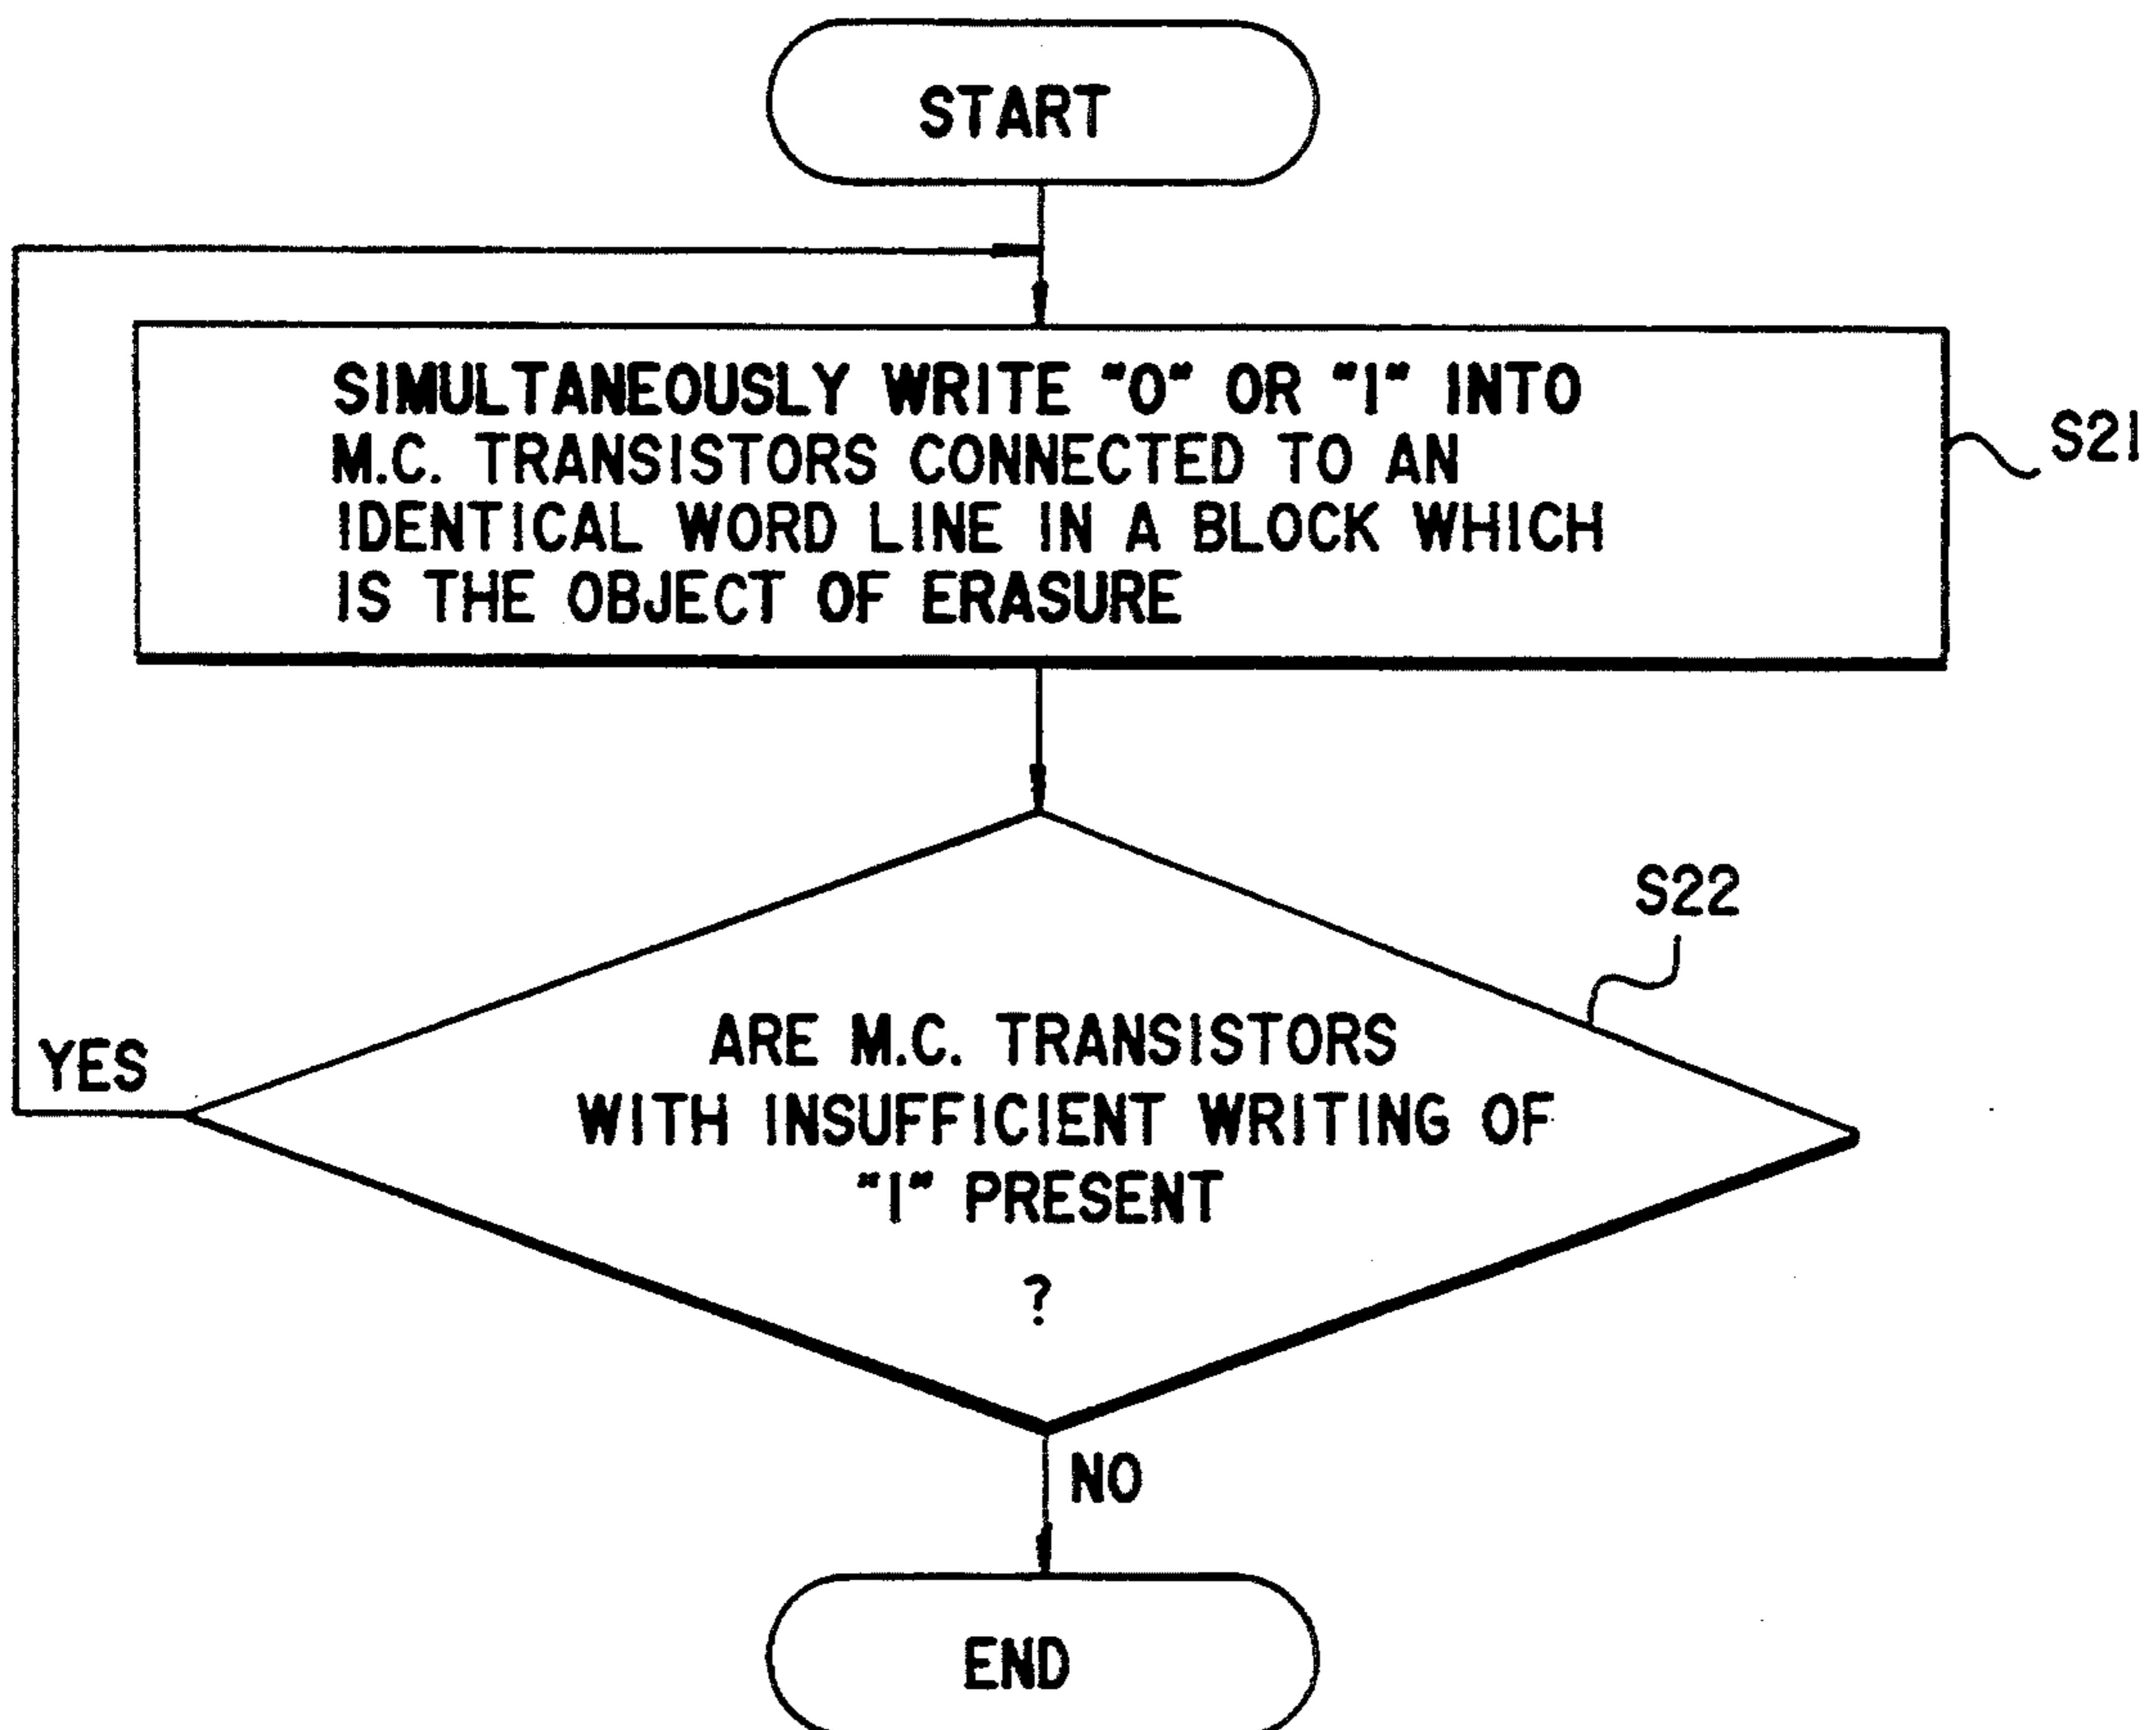 START
SIMULTANEOUSLY WRITE "0" OR "1" INTO
M.C. TRANSISTORS CONNECTED TO AN
IDENTICAL WORD LINE IN A BLOCK WHICH
IS THE OBJECT OF ERASURE
S21
S22
ARE M.C. TRANSISTORS
WITH INSUFFICIENT WRITING OF
"1" PRESENT
?
YES
NO
END